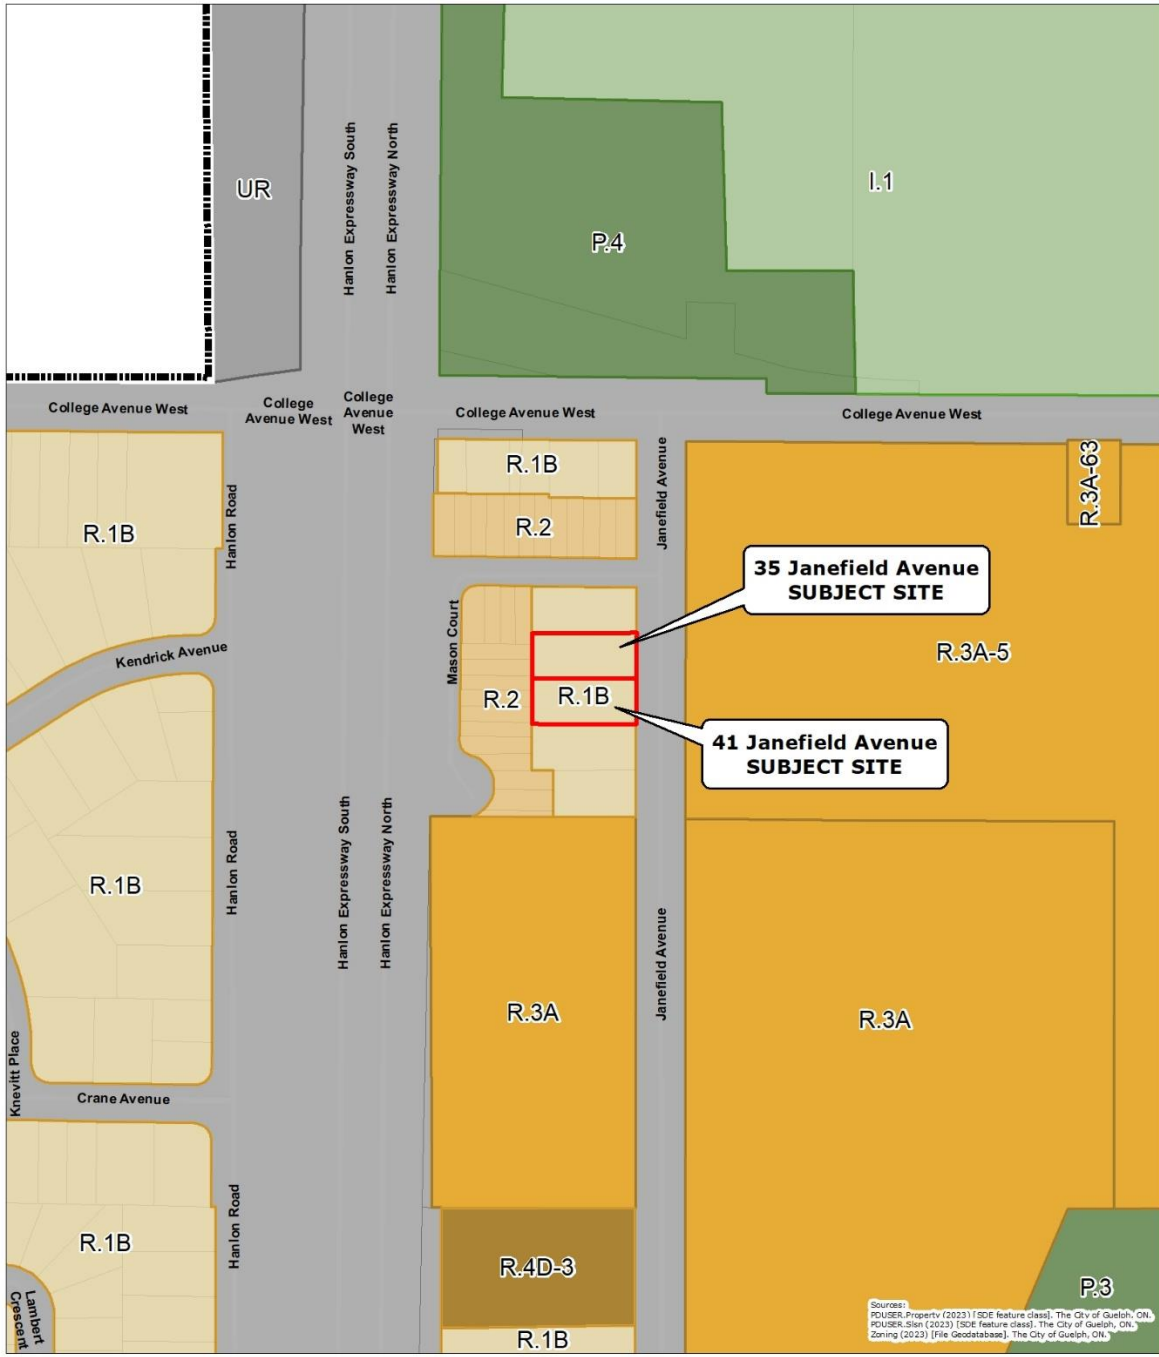 UR
Hanlon Expressway South
Hanlon Expressway North
P.4
I.1
College Avenue West
College
Avenue West
College
Avenue
West
College Avenue West
College Avenue West
R.1B
Hanlon Road
R.1B
R.2
Janefield Avenue
R.3A-63
35 Janefield Avenue
SUBJECT SITE
Kendrick Avenue
Mason Court
R.2
R.1B
R.3A-5
41 Janefield Avenue
SUBJECT SITE
R.1B
Hanlon Road
Hanlon Expressway South
Hanlon Expressway North
Janefield Avenue
R.3A
R.3A
Knevitt Place
Crane Avenue
R.1B
Hanlon Road
R.4D-3
P.3
Lambert
Crescent
R.1B
Sources:
PDUSER.Property (2023) [SDE feature class]. The City of Guelph, ON.
PDUSER.Slsn (2023) [SDE feature class]. The City of Guelph, ON.
Zoning (2023) [File Geodatabase]. The City of Guelph, ON.